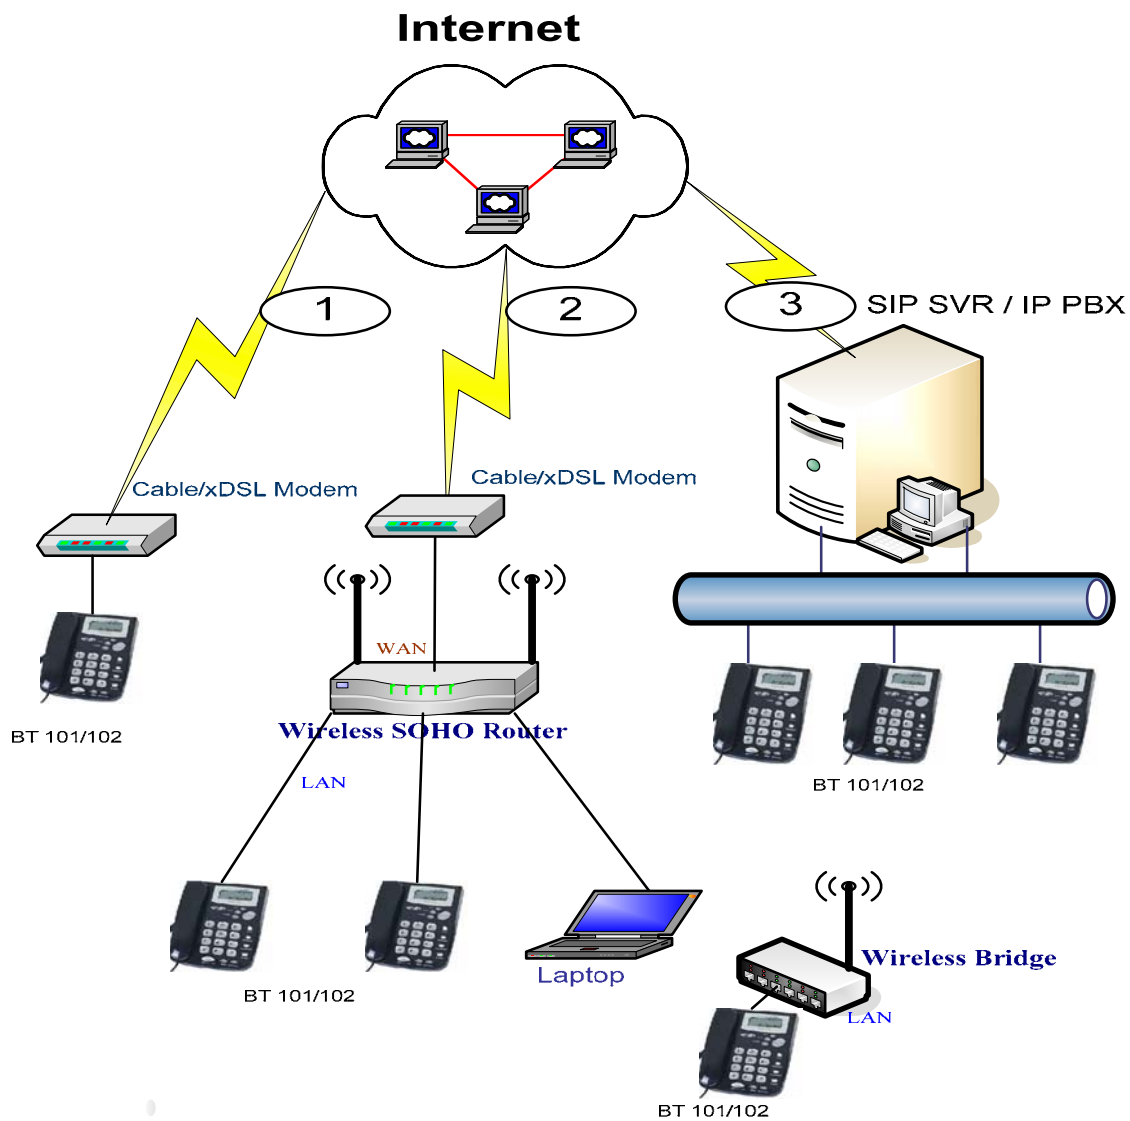 Internet
1
2
3
SIP SVR / IP PBX
Cable/xDSL Modem
Cable/xDSL Modem
WAN
BT 101/102
Wireless SOHO Router
LAN
BT 101/102
Laptop
BT 101/102
Wireless Bridge
LAN
BT 101/102